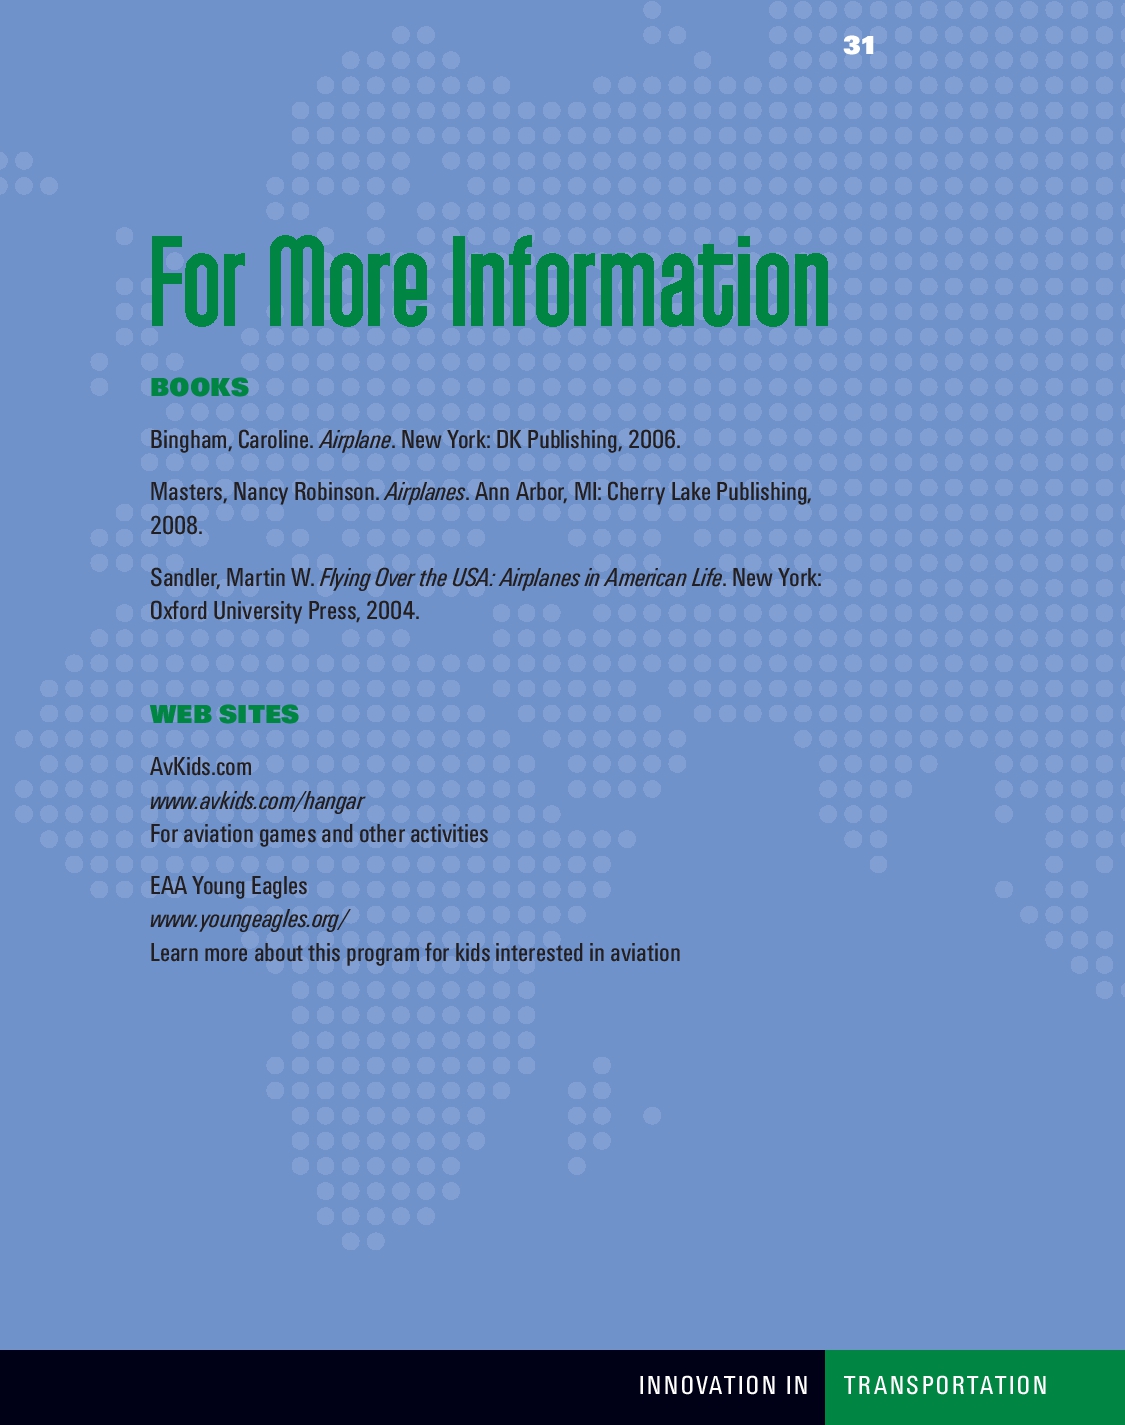 31
For More Information
BOOKS
Bingham, Caroline. Airplane. New York: DK Publishing, 2006.
Masters, Nancy Robinson. Airplanes. Ann Arbor, MI: Cherry Lake Publishing,
2008.
Sandler, Martin W. Flying Over the USA: Airplanes in American Life. New York:
Oxford University Press, 2004.
WEB SITES
AvKids.com
www.avkids.com/hangar
For aviation games and other activities
EAA Young Eagles
www.youngeagles.org/
Learn more about this program for kids interested in aviation
INNOVATION IN TRANSPORTATION